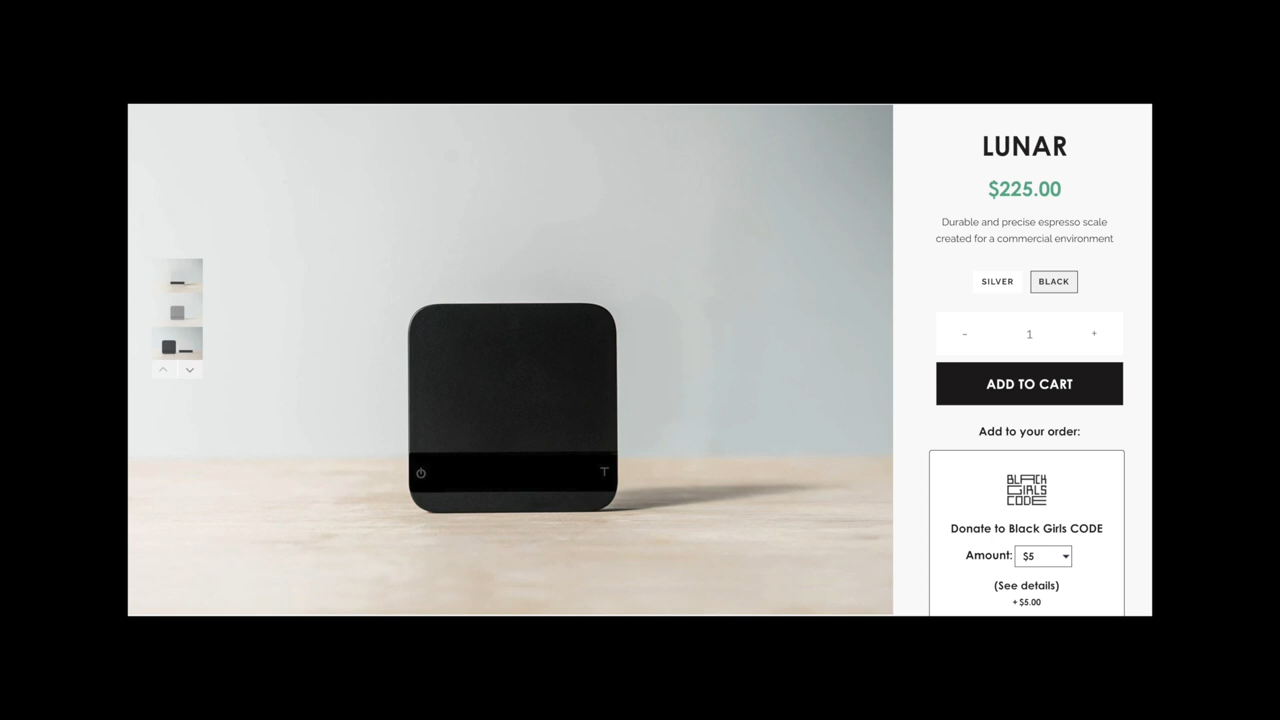 LUNAR
$225.00
Durable and precise espresso scale
created for a commercial environment
SILVER BLACK
- 1 +
ADD TO CART
Add to your order:
BLACK
GIRLS
CODE
Donate to Black Girls CODE
Amount: $5
(See details)
+ $5.00
T